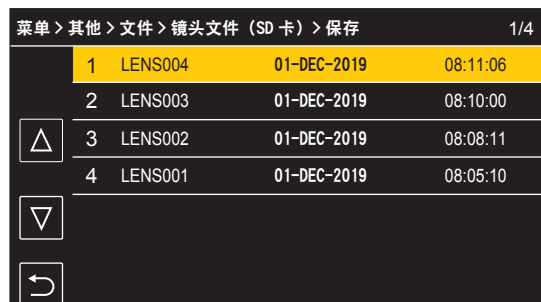 菜单 > 其他 > 文件 > 镜头文件（SD 卡）> 保存 1/4
1 LENS004 01-DEC-2019 08:11:06
2 LENS003 01-DEC-2019 08:10:00
3 LENS002 01-DEC-2019 08:08:11
4 LENS001 01-DEC-2019 08:05:10